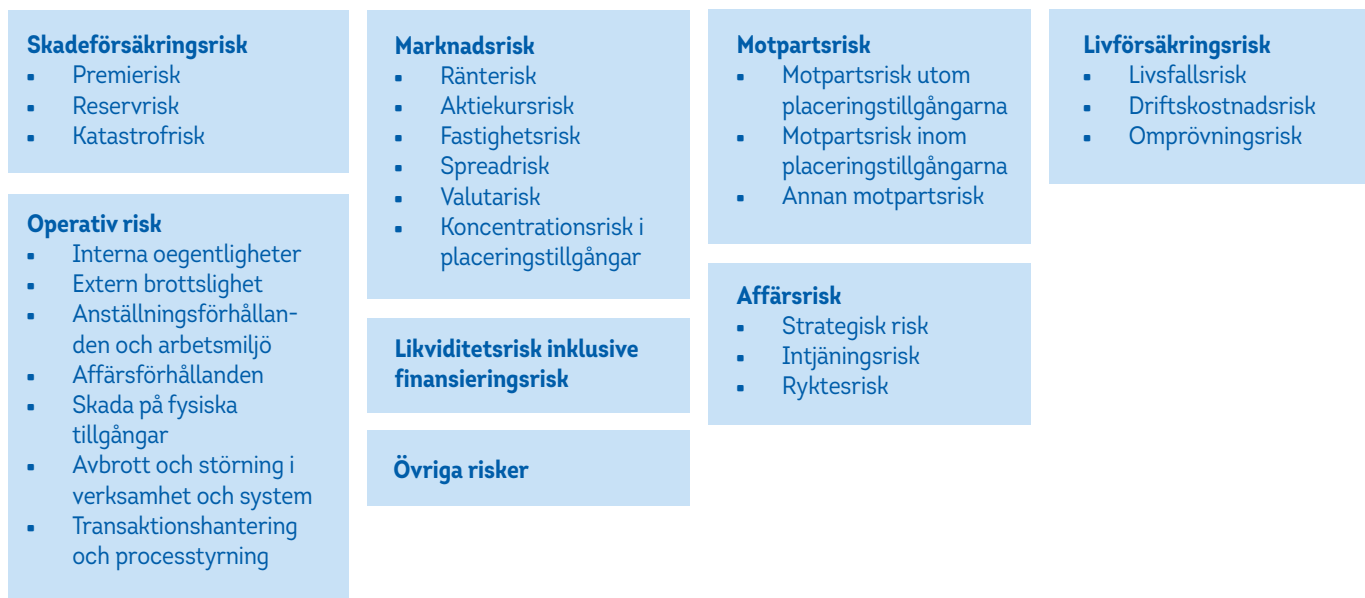 Skadeförsäkringsrisk
▪ Premierisk
▪ Reservrisk
▪ Katastrofrisk
Operativ risk
▪ Interna oegentligheter
▪ Extern brottslighet
▪ Anställningsförhållan-
den och arbetsmiljö
▪ Affärsförhållanden
▪ Skada på fysiska
tillgångar
▪ Avbrott och störning i
verksamhet och system
▪ Transaktionshantering
och processtyrning
Marknadsrisk
▪ Ränterisk
▪ Aktiekursrisk
▪ Fastighetsrisk
▪ Spreadrisk
▪ Valutarisk
▪ Koncentrationsrisk i
placeringstillgångar
Likviditetsrisk inklusive
finansieringsrisk
Övriga risker
Motpartsrisk
▪ Motpartsrisk utom
placeringstillgångarna
▪ Motpartsrisk inom
placeringstillgångarna
▪ Annan motpartsrisk
Affärsrisk
▪ Strategisk risk
▪ Intjäningsrisk
▪ Ryktesrisk
Livförsäkringsrisk
▪ Livsfallsrisk
▪ Driftskostnadsrisk
▪ Omprövningsrisk